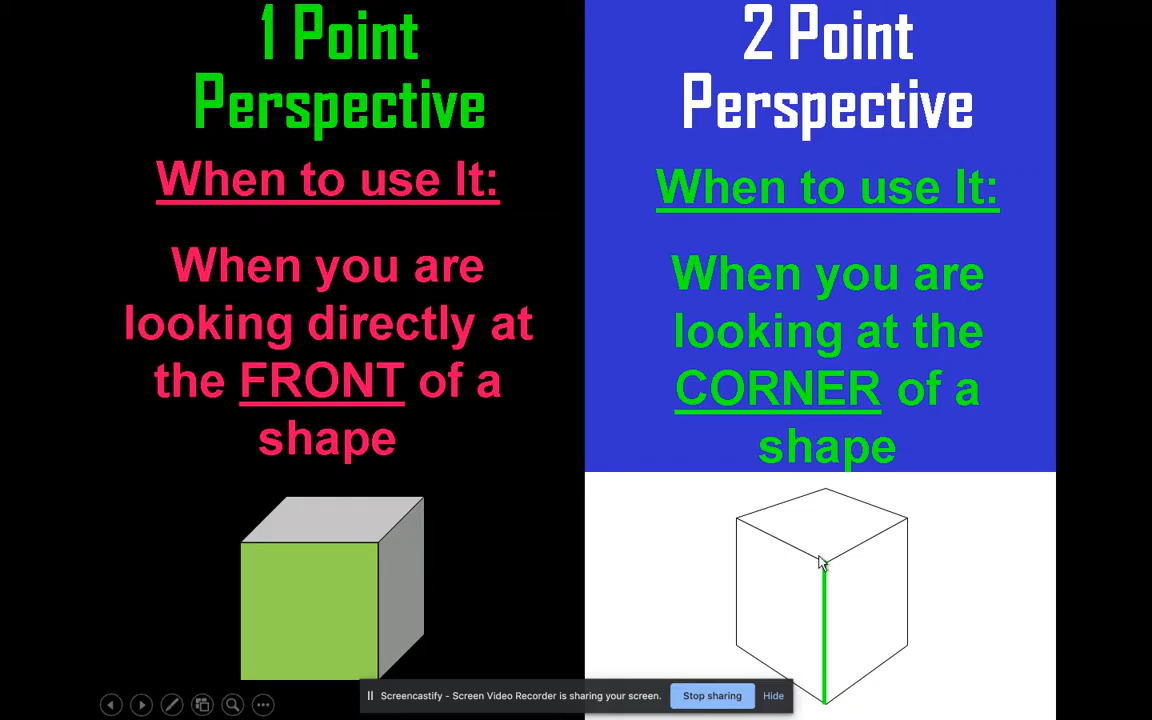 1 Point
Perspective
When to use It:
When you are
looking directly at
the FRONT of a
shape
2 Point
Perspective
When to use It:
When you are
looking at the
CORNER of a
shape
Screencastify - Screen Video Recorder is sharing your screen.
Stop sharing
Hide